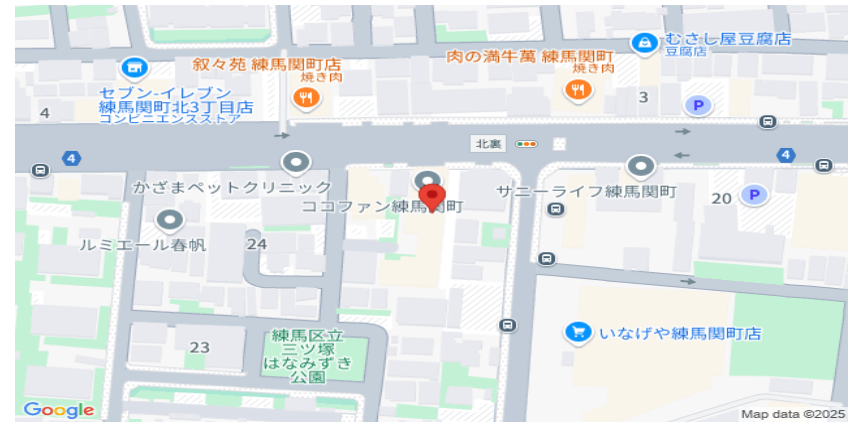 むさし屋豆腐店
豆腐店
叙々苑 練馬関町店
焼き肉
肉の満牛萬 練馬関町
焼き肉
セブン-イレブン
練馬関町北3丁目店
コンビニエンスストア
4
3
P
北裏
4
4
かざまペットクリニック
ココファン練馬関町
サニーライフ練馬関町
20
P
ルミエール春帆
24
23
練馬区立
三ツ塚
はなみずき
公園
いなげや練馬関町店
Google
Map data ©2025